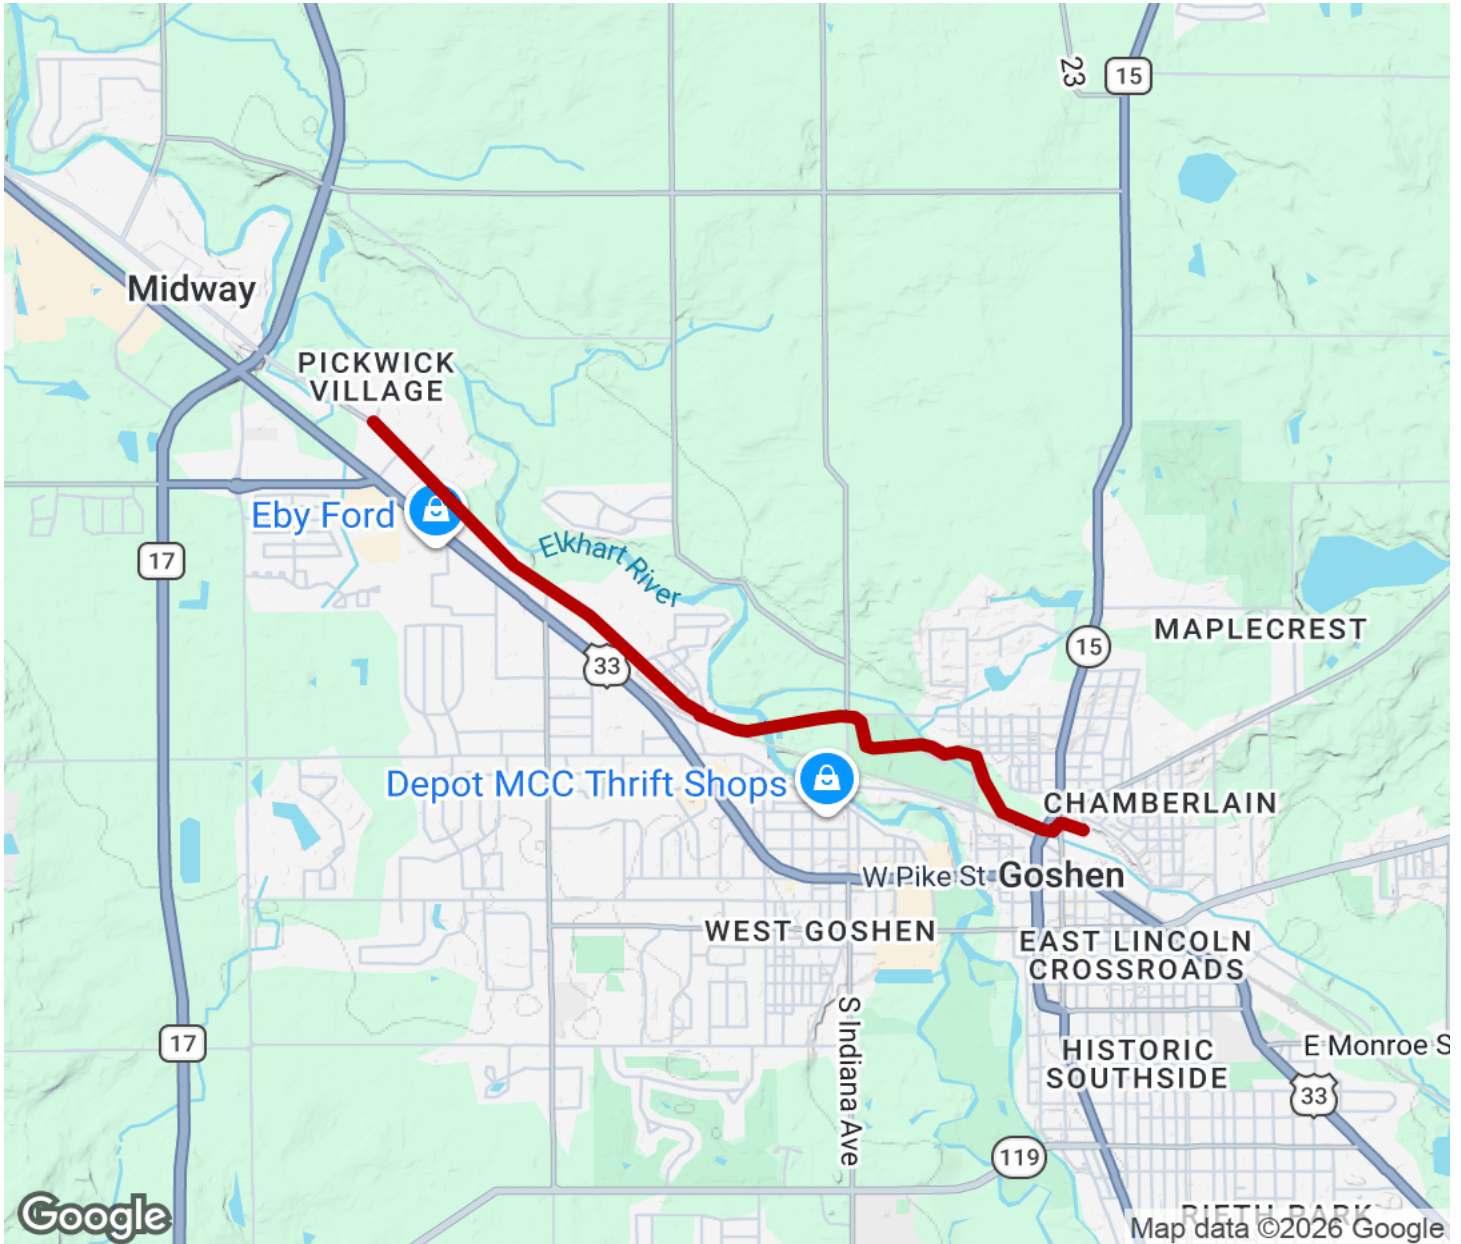 23
15
Midway
PICKWICK
VILLAGE
Eby Ford
Elkhart River
17
33
15
MAPLECREST
Depot MCC Thrift Shops
CHAMBERLAIN
W Pike St
Goshen
WEST GOSHEN
EAST LINCOLN
CROSSROADS
S Indiana Ave
17
HISTORIC
SOUTHSIDE
E Monroe S
33
119
RIETH PARK
Google
Map data ©2026 Google